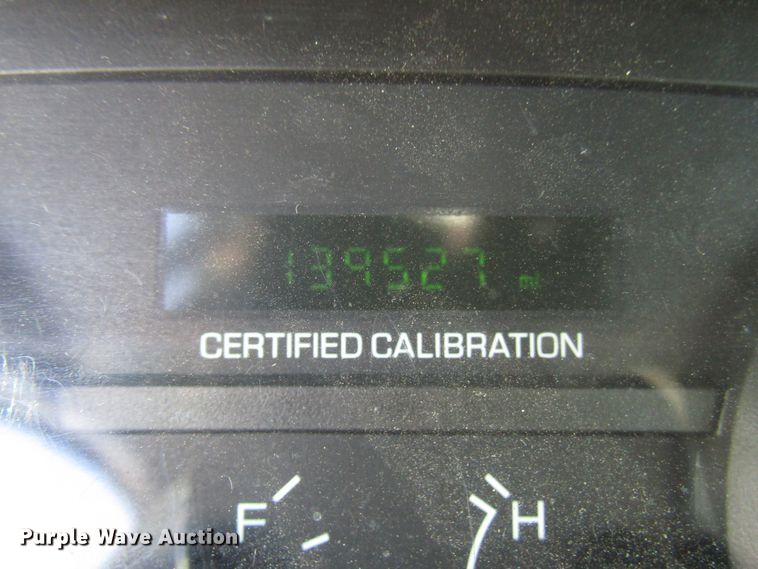 139527 mi
CERTIFIED CALIBRATION
F H
Purple Wave Auction